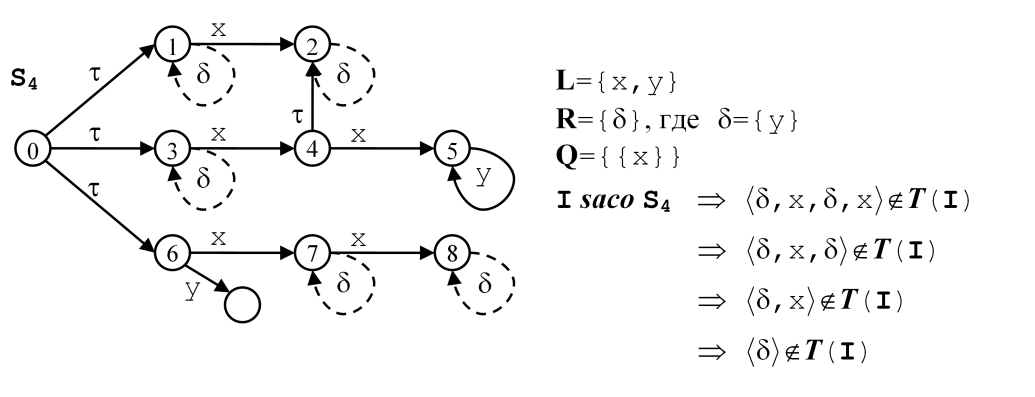 S₄
0
τ
τ
τ
1
x
2
δ
δ
τ
3
x
4
x
5
δ
y
6
x
7
x
8
y
δ
δ
L={x,y}
R={δ}, где δ={y}
Q={{x}}
I saco S₄ ⇒ ⟨δ,x,δ,x⟩∉T(I)
⇒ ⟨δ,x,δ⟩∉T(I)
⇒ ⟨δ,x⟩∉T(I)
⇒ ⟨δ⟩∉T(I)